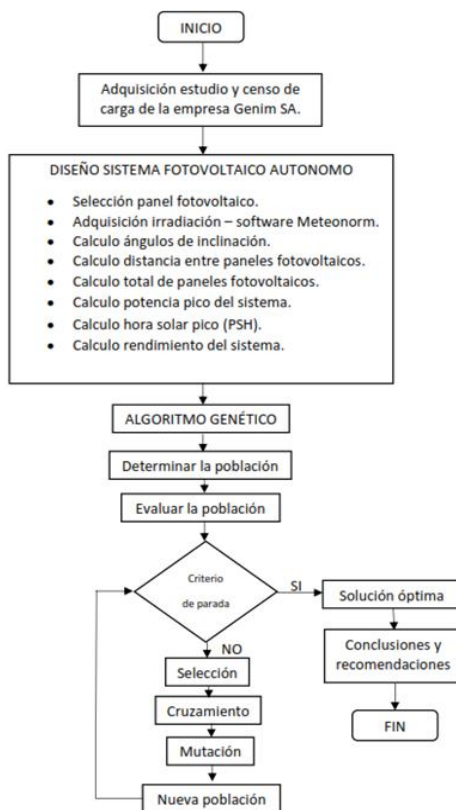 INICIO
Adquisición estudio y censo de
carga de la empresa Genim SA.
DISEÑO SISTEMA FOTOVOLTAICO AUTONOMO
• Selección panel fotovoltaico.
• Adquisición irradiación – software Meteonorm.
• Calculo ángulos de inclinación.
• Calculo distancia entre paneles fotovoltaicos.
• Calculo total de paneles fotovoltaicos.
• Calculo potencia pico del sistema.
• Calculo hora solar pico (PSH).
• Calculo rendimiento del sistema.
ALGORITMO GENÉTICO
Determinar la población
Evaluar la población
Criterio
de parada
SI
Solución óptima
Conclusiones y
recomendaciones
FIN
NO
Selección
Cruzamiento
Mutación
Nueva población